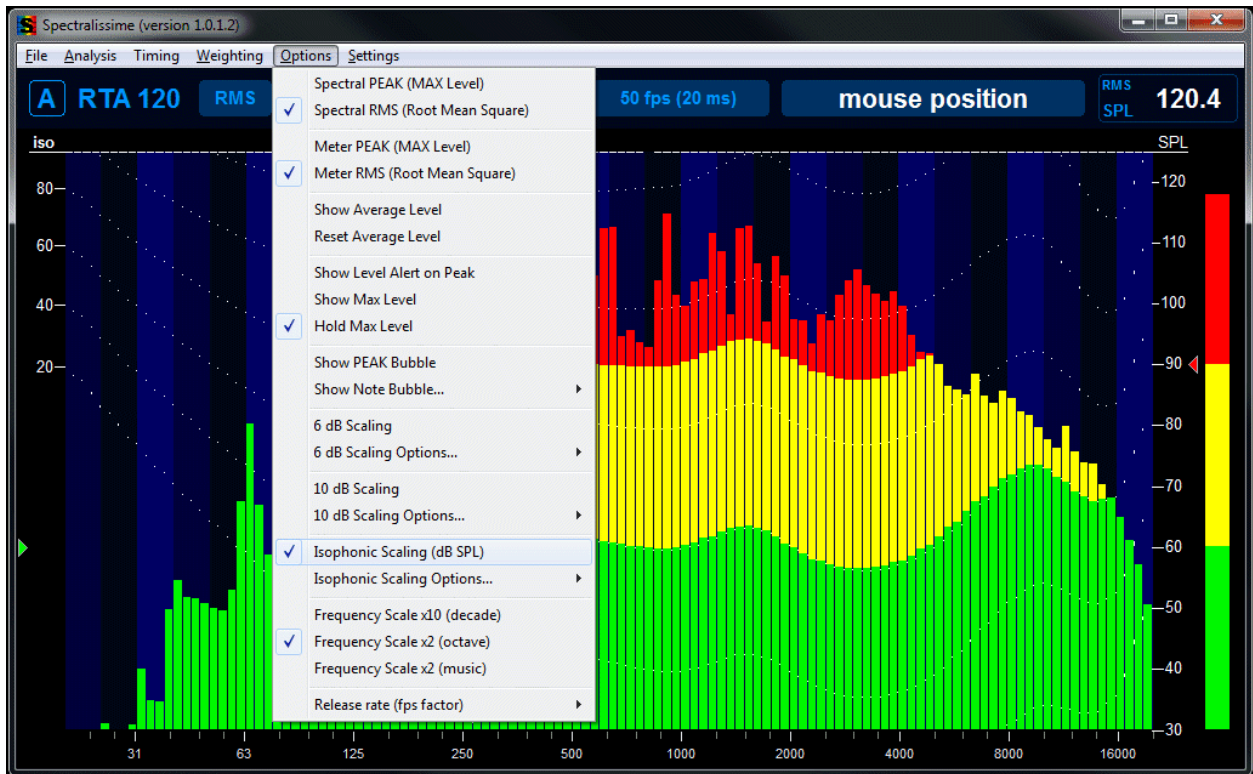 Spectralissime (version 1.0.1.2)
File Analysis Timing Weighting Options Settings
A RTA 120 RMS 50 fps (20 ms) mouse position RMS SPL 120.4
Spectral PEAK (MAX Level)
Spectral RMS (Root Mean Square)
Meter PEAK (MAX Level)
Meter RMS (Root Mean Square)
Show Average Level
Reset Average Level
Show Level Alert on Peak
Show Max Level
Hold Max Level
Show PEAK Bubble
Show Note Bubble...
6 dB Scaling
6 dB Scaling Options...
10 dB Scaling
10 dB Scaling Options...
Isophonic Scaling (dB SPL)
Isophonic Scaling Options...
Frequency Scale x10 (decade)
Frequency Scale x2 (octave)
Frequency Scale x2 (music)
Release rate (fps factor)
iso
80
60
40
20
SPL
120
110
100
90
80
70
60
50
40
30
31 63 125 250 500 1000 2000 4000 8000 16000